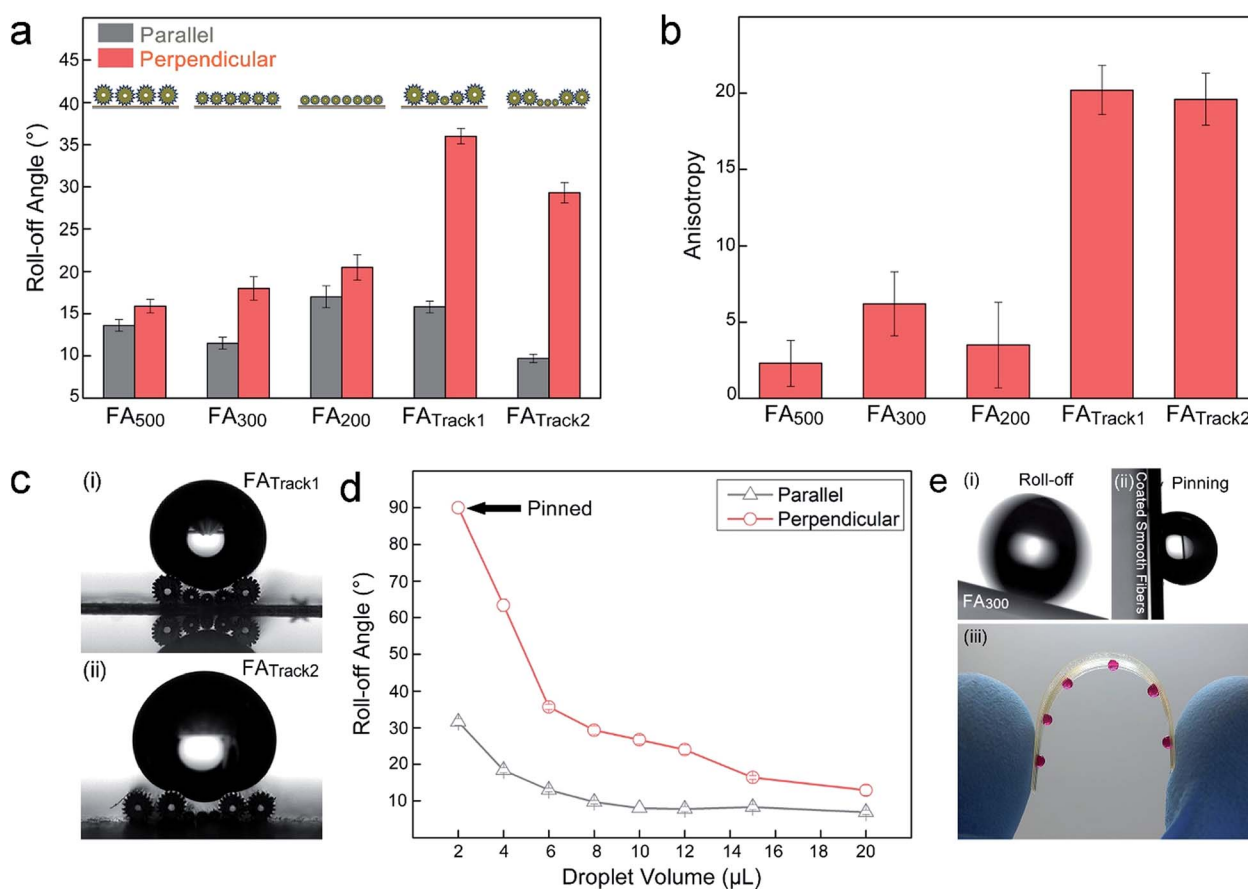 a
Parallel
Perpendicular
Roll-off Angle (°)
45
40
35
30
25
20
15
10
5
FA500
FA300
FA200
FATrack1
FATrack2
b
Anisotropy
20
15
10
5
0
FA500
FA300
FA200
FATrack1
FATrack2
c
(i)
FATrack1
(ii)
FATrack2
d
Pinned
Parallel
Perpendicular
Roll-off Angle (°)
90
80
70
60
50
40
30
20
10
2 4 6 8 10 12 14 16 18 20
Droplet Volume (µL)
e
(i)
Roll-off
FA300
(ii)
Pinning
Coated Smooth Fibers
(iii)